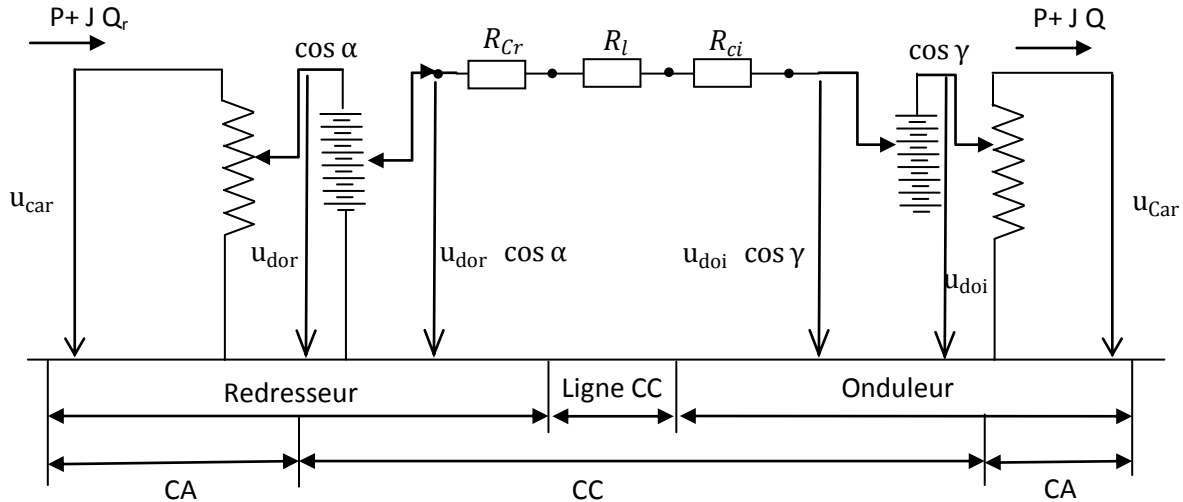 P+ J Qᵣ
P+ J Q
cos α
R_Cr
R_l
R_ci
cos γ
u_car
u_Car
u_dor
u_dor cos α
u_doi cos γ
u_doi
Redresseur
Ligne CC
Onduleur
CA
CC
CA